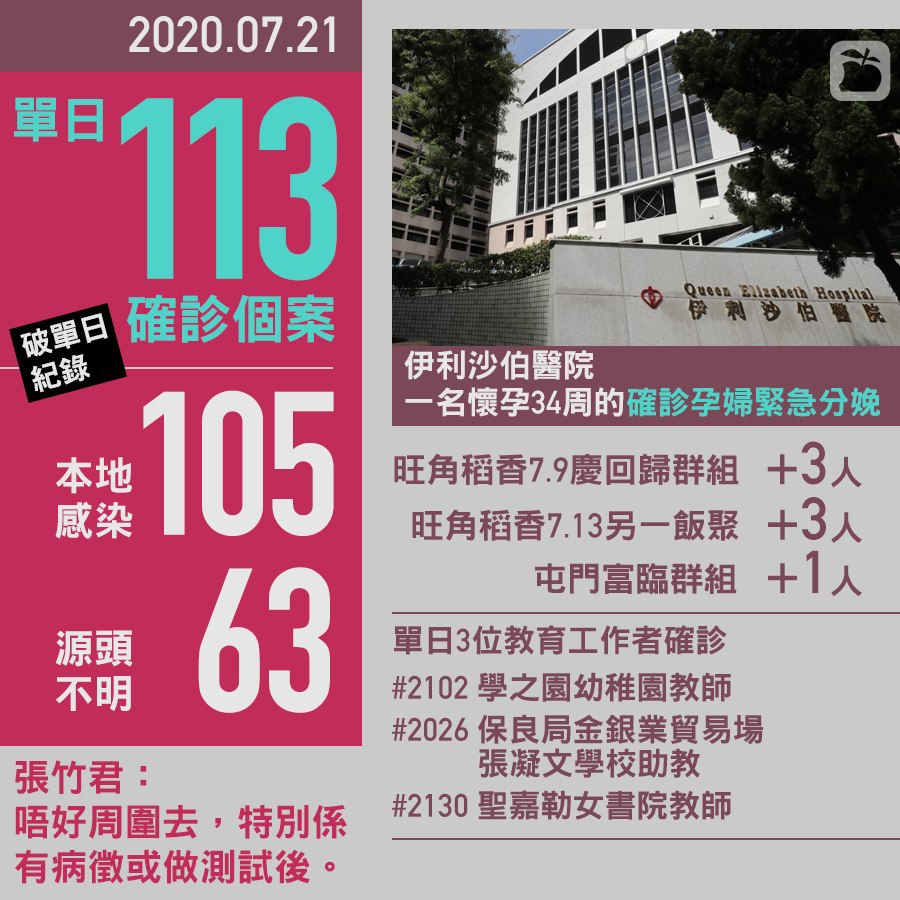 2020.07.21
單日
113
確診個案
破單日
紀錄
本地
感染
105
源頭
不明
63
張竹君：
唔好周圍去，特別係
有病徵或做測試後。
Queen Elizabeth Hospital
伊利沙伯醫院
伊利沙伯醫院
一名懷孕34周的確診孕婦緊急分娩
旺角稻香7.9慶回歸群組 +3人
旺角稻香7.13另一飯聚 +3人
屯門富臨群組 +1人
單日3位教育工作者確診
#2102 學之園幼稚園教師
#2026 保良局金銀業貿易場
張凝文學校助教
#2130 聖嘉勒女書院教師